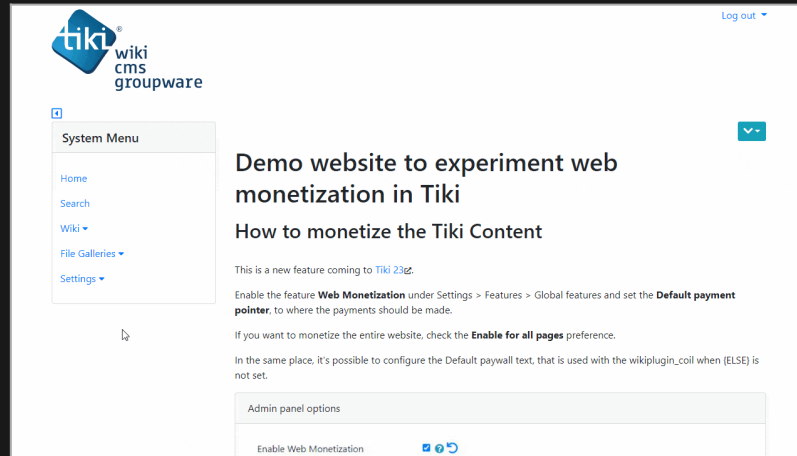 Log out
tiki®
wiki
cms
groupware
System Menu
Home
Search
Wiki
File Galleries
Settings
Demo website to experiment web
monetization in Tiki
How to monetize the Tiki Content
This is a new feature coming to Tiki 23.
Enable the feature Web Monetization under Settings > Features > Global features and set the Default payment
pointer, to where the payments should be made.
If you want to monetize the entire website, check the Enable for all pages preference.
In the same place, it's possible to configure the Default paywall text, that is used with the wikiplugin_coil when {ELSE} is
not set.
Admin panel options
Enable Web Monetization